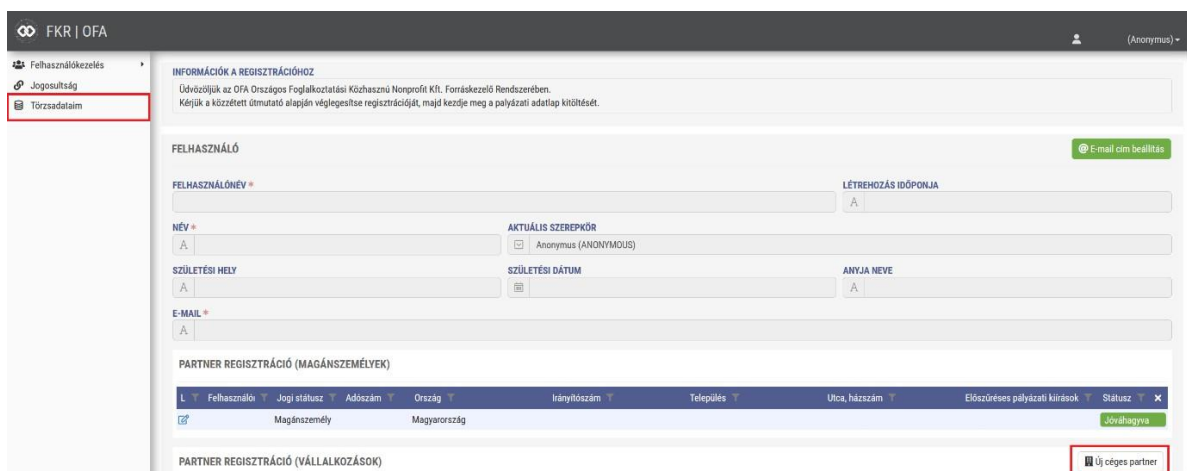 FKR | OFA
(Anonymus)
Felhasználókezelés
Jogosultság
Törzsadataim
INFORMÁCIÓK A REGISZTRÁCIÓHOZ
Üdvözöljük az OFA Országos Foglalkoztatási Közhasznú Nonprofit Kft. Forráskezelő Rendszerében.
Kérjük a közzétett útmutató alapján véglegesítse regisztrációját, majd kezdje meg a palyázati adatlap kitöltését.
FELHASZNÁLÓ
@ E-mail cím beállítás
FELHASZNÁLÓNÉV *
LÉTREHOZÁS IDŐPONJA
A
NÉV *
AKTUÁLIS SZEREPKÖR
A
Anonymus (ANONYMOUS)
SZÜLETÉSI HELY
SZÜLETÉSI DÁTUM
ANYJA NEVE
A
A
E-MAIL *
A
PARTNER REGISZTRÁCIÓ (MAGÁNSZEMÉLYEK)
L Felhasználói Jogi státusz Adószám Ország Irányítószám Település Utca, házszám Előszűréses pályázati kiírások Státusz
Magánszemély Magyarország Jóváhagyva
PARTNER REGISZTRÁCIÓ (VÁLLALKOZÁSOK)
Új céges partner